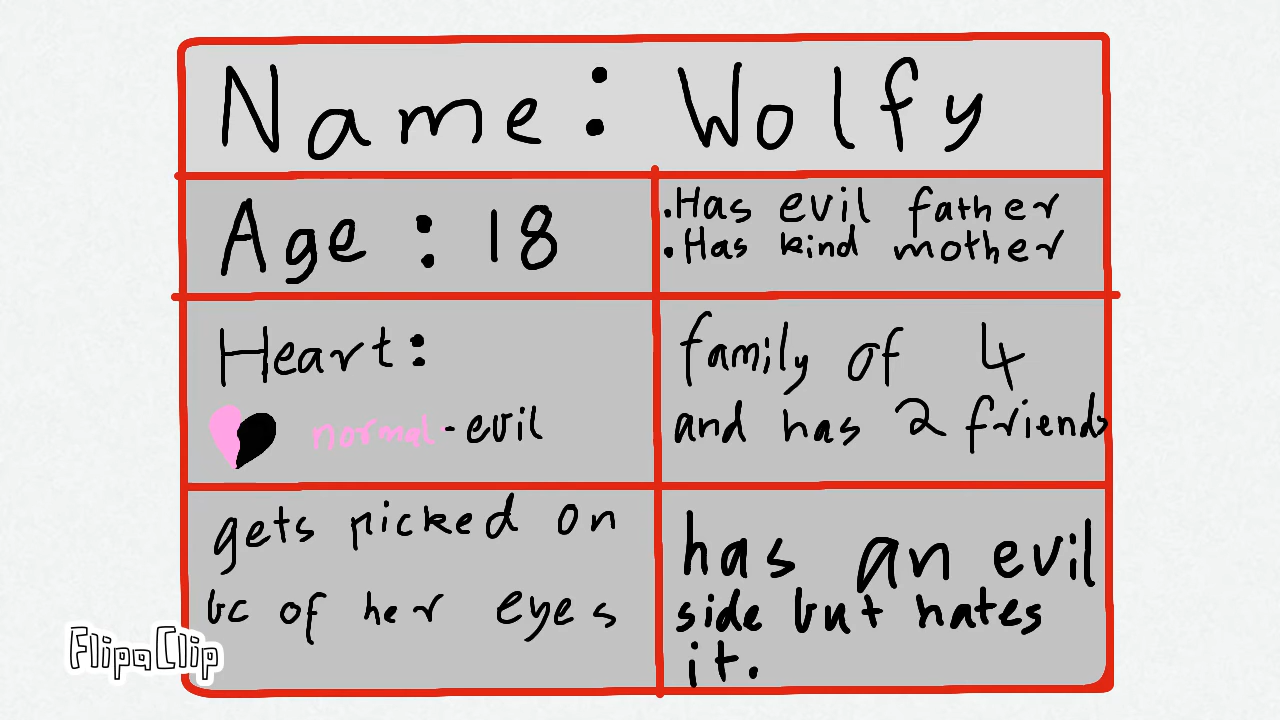 Name: Wolfy
Age: 18
.Has evil father
.Has kind mother
Heart:
normal-evil
family of 4
and has 2 friends
gets picked on
bc of her eyes
has an evil
side but hates
it.
FlipaClip